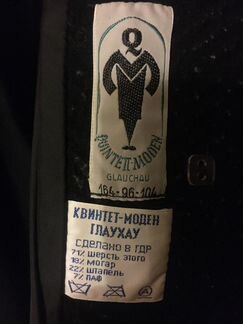 Q
QUINTETT-MODEN
GLAUCHAU
164-96-104
КВИНТЕТ-МОДЕН
ГЛАУХАУ
СДЕЛАНО В ГДР
71% шерсть этого
18% могар
22% штапель
7% ПАФ
A